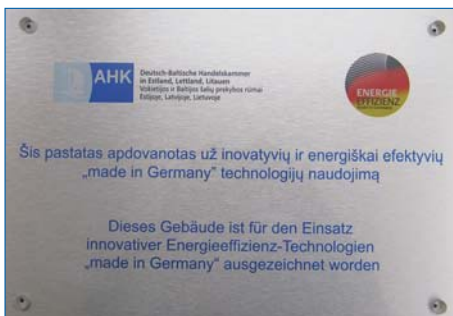 AHK
Deutsch-Baltische Handelskammer
in Estland, Lettland, Litauen
Vokietijos ir Baltijos šalių prekybos rūmai
Estijoje, Latvijoje, Lietuvoje
ENERGIE
EFFIZIENZ
Šis pastatas apdovanotas už inovatyvių ir energiškai efektyvių
„made in Germany” technologijų naudojimą
Dieses Gebäude ist für den Einsatz
innovativer Energieeffizienz-Technologien
„made in Germany“ ausgezeichnet worden